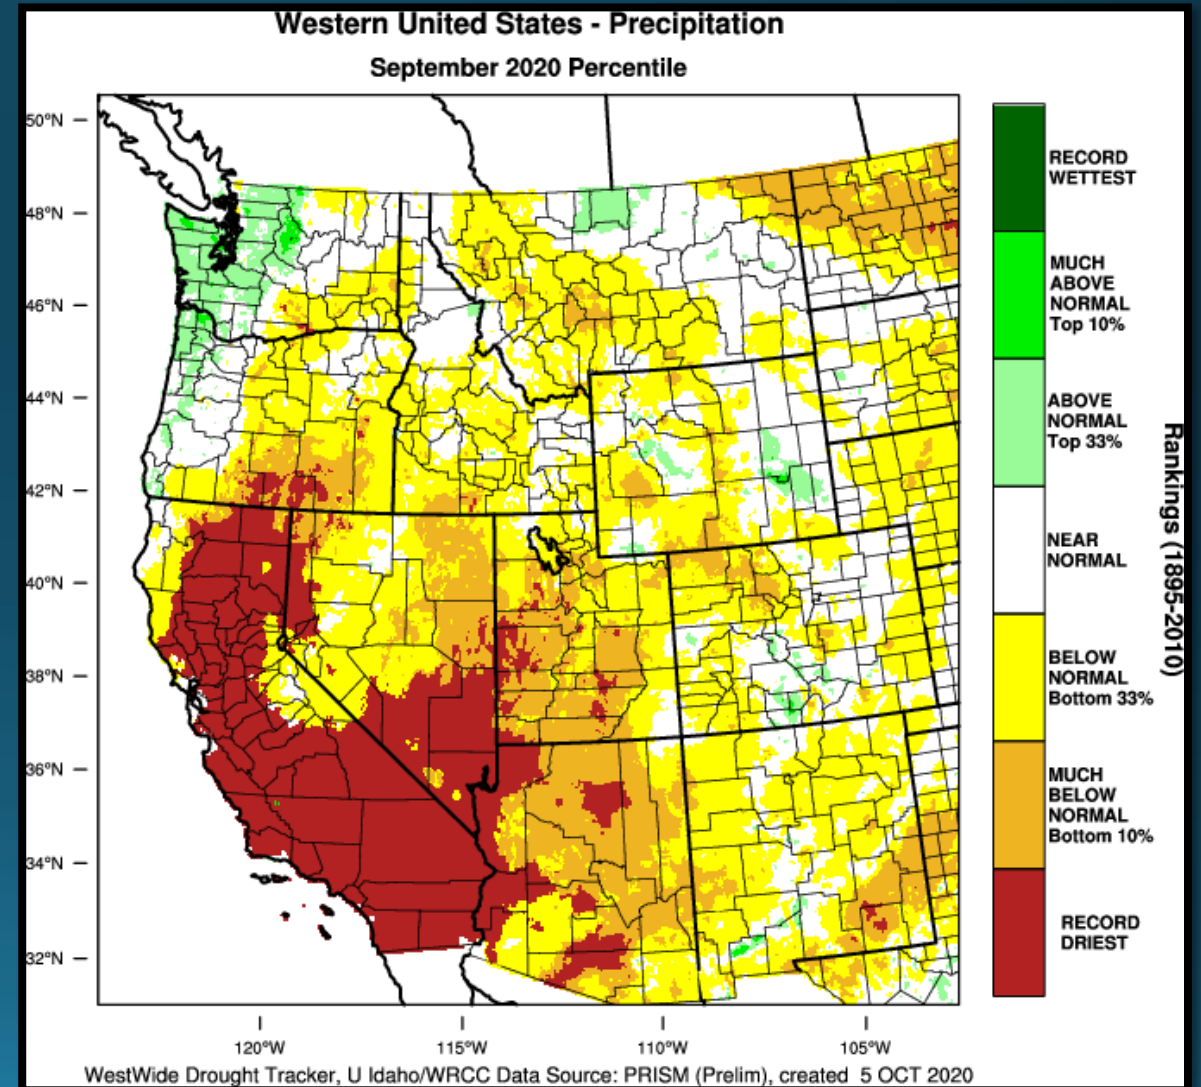 Western United States - Precipitation
September 2020 Percentile
50°N
48°N
46°N
44°N
42°N
40°N
38°N
36°N
34°N
32°N
120°W
115°W
110°W
105°W
RECORD
WETTEST
MUCH
ABOVE
NORMAL
Top 10%
ABOVE
NORMAL
Top 33%
NEAR
NORMAL
BELOW
NORMAL
Bottom 33%
MUCH
BELOW
NORMAL
Bottom 10%
RECORD
DRIEST
Rankings (1895-2010)
WestWide Drought Tracker, U Idaho/WRCC Data Source: PRISM (Prelim), created 5 OCT 2020